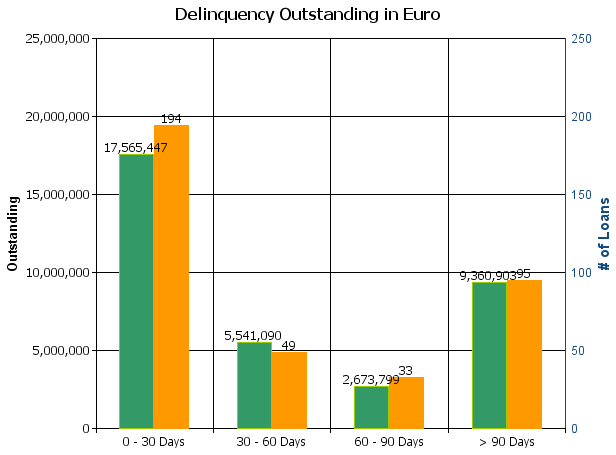 Delinquency Outstanding in Euro
25,000,000
250
20,000,000
200
194
17,565,447
15,000,000
150
Outstanding
# of Loans
10,000,000
100
9,360,903
95
5,541,090
49
5,000,000
50
2,673,799
33
0
0
0 - 30 Days
30 - 60 Days
60 - 90 Days
> 90 Days